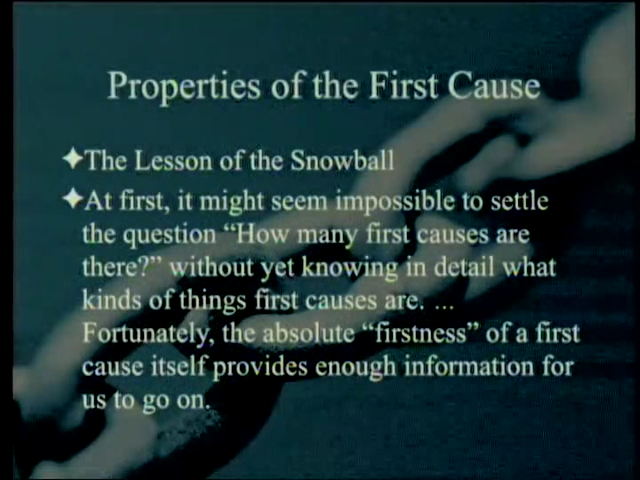 Properties of the First Cause
✦The Lesson of the Snowball
✦At first, it might seem impossible to settle
the question “How many first causes are
there?” without yet knowing in detail what
kinds of things first causes are. …
Fortunately, the absolute “firstness” of a first
cause itself provides enough information for
us to go on.